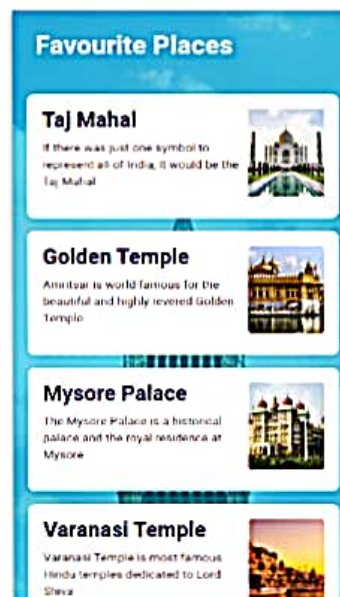 Favourite Places
Taj Mahal
If there was just one symbol to
represent all of India, it would be the
Taj Mahal
Golden Temple
Amritsar is world famous for the
beautiful and highly revered Golden
Temple
Mysore Palace
The Mysore Palace is a historical
palace and the royal residence at
Mysore
Varanasi Temple
Varanasi Temple is most famous
Hindu temples dedicated to Lord
Shiva